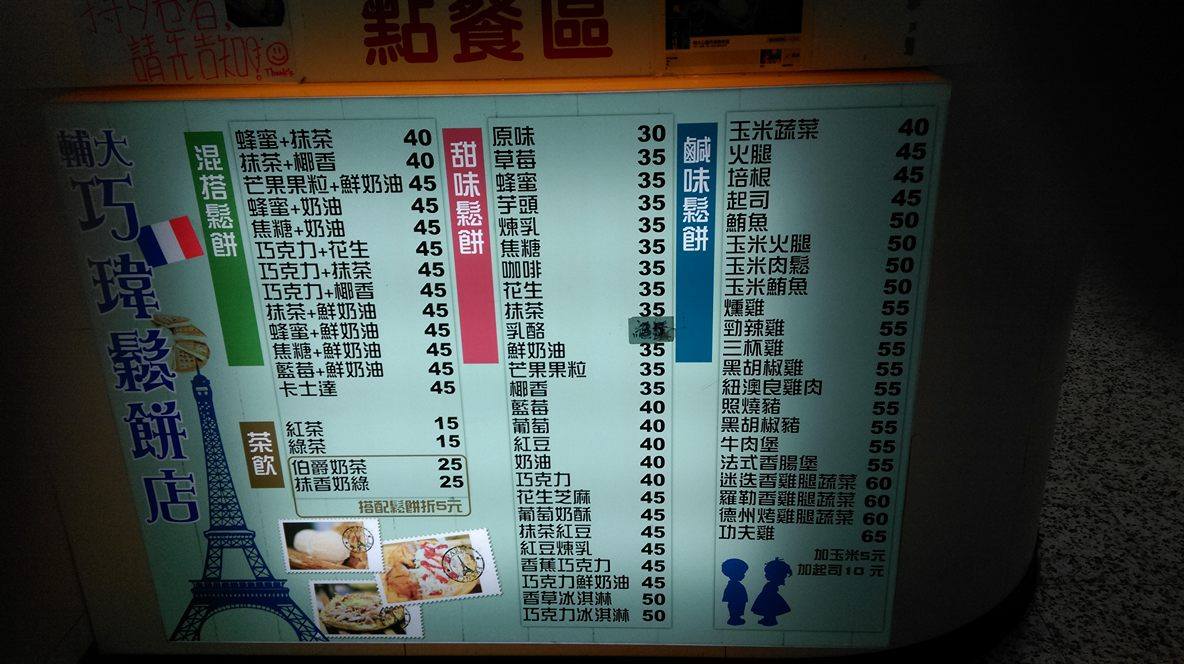 請先告知!
Thank's
點餐區
輔大
巧瑋鬆餅店
混搭鬆餅
蜂蜜+抹茶 40
抹茶+椰香 40
芒果果粒+鮮奶油 45
蜂蜜+奶油 45
焦糖+奶油 45
巧克力+花生 45
巧克力+抹茶 45
巧克力+椰香 45
抹茶+鮮奶油 45
蜂蜜+鮮奶油 45
焦糖+鮮奶油 45
藍莓+鮮奶油 45
卡士達 45
茶飲
紅茶 15
綠茶 15
伯爵奶茶 25
抹香奶綠 25
搭配鬆餅折5元
甜味鬆餅
原味 30
草莓 35
蜂蜜 35
芋頭 35
煉乳 35
焦糖 35
咖啡 35
花生 35
抹茶 35
乳酪
鮮奶油 35
芒果果粒 35
椰香 35
藍莓 40
葡萄 40
紅豆 40
奶油 40
巧克力 40
花生芝麻 45
葡萄奶酥 45
抹茶紅豆 45
紅豆煉乳 45
香蕉巧克力 45
巧克力鮮奶油 45
香草冰淇淋 50
巧克力冰淇淋 50
鹹味鬆餅
玉米蔬菜 40
火腿 45
培根 45
起司 45
鮪魚 50
玉米火腿 50
玉米肉鬆 50
玉米鮪魚 50
燻雞 55
勁辣雞 55
三杯雞 55
黑胡椒雞 55
紐澳良雞肉 55
照燒豬 55
黑胡椒豬 55
牛肉堡 55
法式香腸堡 55
迷迭香雞腿蔬菜 60
羅勒香雞腿蔬菜 60
德州烤雞腿蔬菜 60
功夫雞 65
加玉米5元
加起司10 元